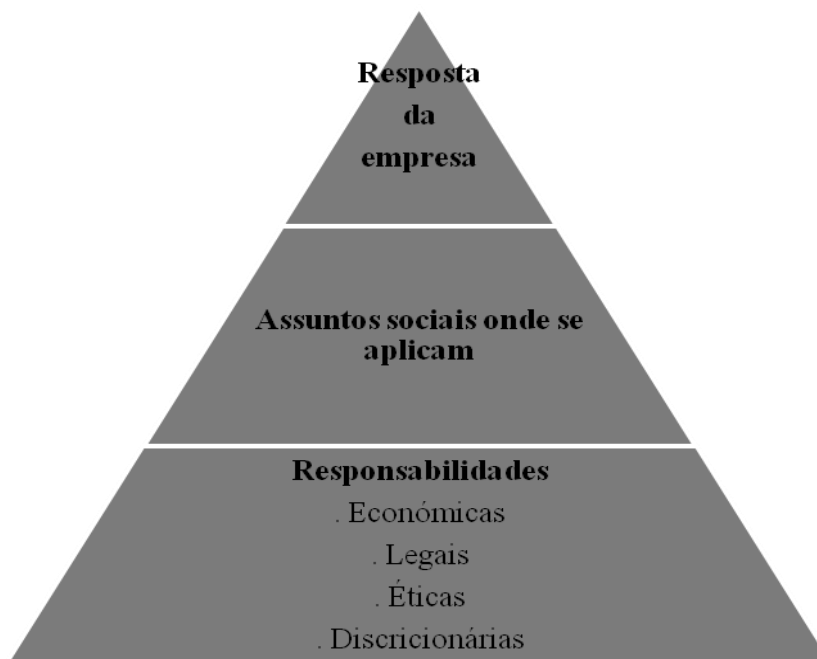 Resposta
da
empresa
Assuntos sociais onde se
aplicam
Responsabilidades
. Económicas
. Legais
. Éticas
. Discricionárias